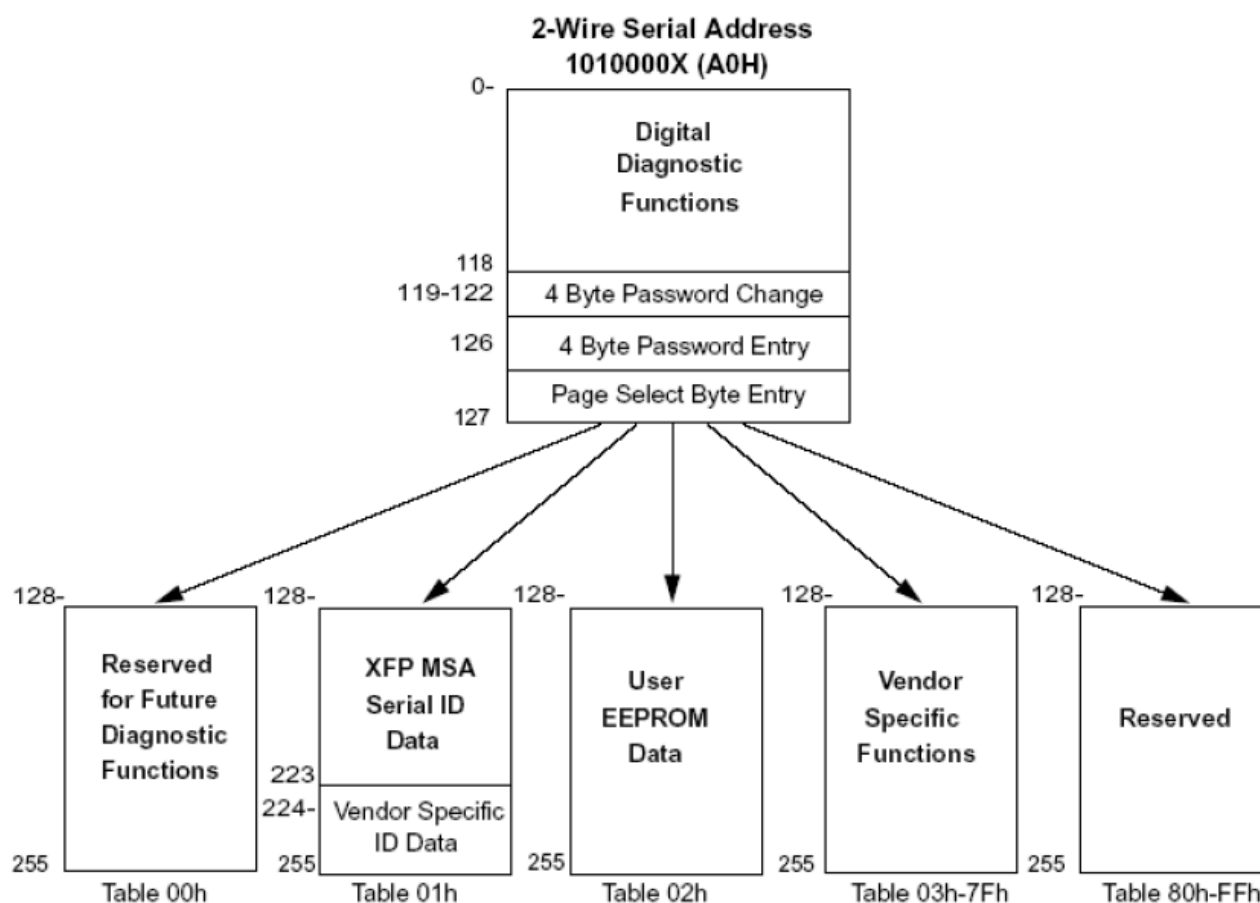 2-Wire Serial Address
1010000X (A0H)
0-
Digital
Diagnostic
Functions
118
119-122
4 Byte Password Change
126
4 Byte Password Entry
Page Select Byte Entry
127
128-
Reserved
for Future
Diagnostic
Functions
255
Table 00h
128-
XFP MSA
Serial ID
Data
223
224-
Vendor Specific
ID Data
255
Table 01h
128-
User
EEPROM
Data
255
Table 02h
128-
Vendor
Specific
Functions
255
Table 03h-7Fh
128-
Reserved
255
Table 80h-FFh